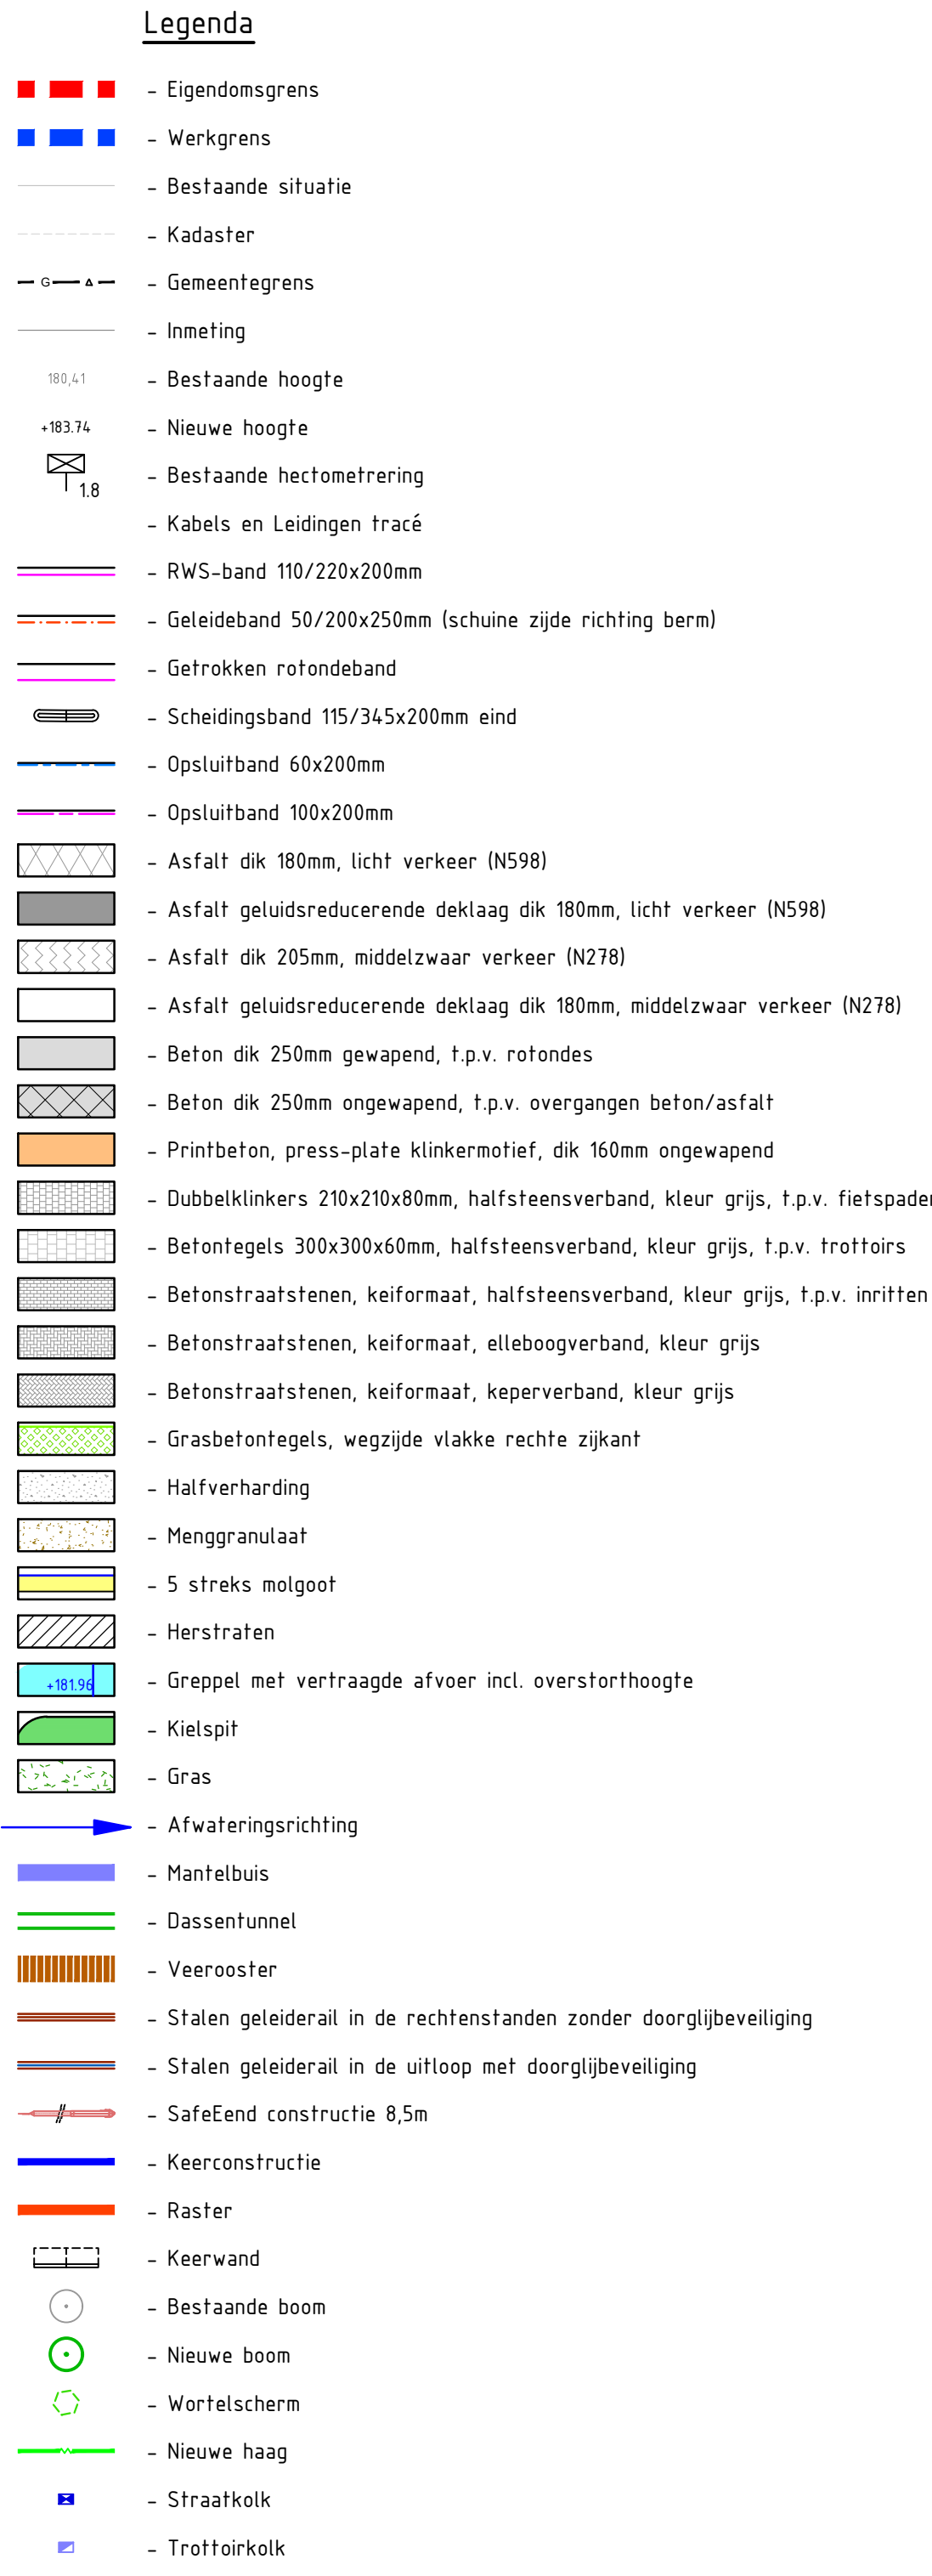 Legenda
- Eigendomsgrens
- Werkgrens
- Bestaande situatie
- Kadaster
G - Gemeentegrens
- Inmeting
180,41 - Bestaande hoogte
+183.74 - Nieuwe hoogte
1.8 - Bestaande hectometrering
- Kabels en Leidingen tracé
- RWS-band 110/220x200mm
- Geleideband 50/200x250mm (schuine zijde richting berm)
- Getrokken rotondeband
- Scheidingsband 115/345x200mm eind
- Opsluitband 60x200mm
- Opsluitband 100x200mm
- Asfalt dik 180mm, licht verkeer (N598)
- Asfalt geluidsreducerende deklaag dik 180mm, licht verkeer (N598)
- Asfalt dik 205mm, middelzwaar verkeer (N278)
- Asfalt geluidsreducerende deklaag dik 180mm, middelzwaar verkeer (N278)
- Beton dik 250mm gewapend, t.p.v. rotondes
- Beton dik 250mm ongewapend, t.p.v. overgangen beton/asfalt
- Printbeton, press-plate klinkermotief, dik 160mm ongewapend
- Dubbelklinkers 210x210x80mm, halfsteensverband, kleur grijs, t.p.v. fietspaden
- Betontegels 300x300x60mm, halfsteensverband, kleur grijs, t.p.v. trottoirs
- Betonstraatstenen, keiformaat, halfsteensverband, kleur grijs, t.p.v. inritten
- Betonstraatstenen, keiformaat, elleboogverband, kleur grijs
- Betonstraatstenen, keiformaat, keperverband, kleur grijs
- Grasbetontegels, wegzijde vlakke rechte zijkant
- Halfverharding
- Menggranulaat
- 5 streks molgoot
- Herstraten
+181.96 - Greppel met vertraagde afvoer incl. overstorthoogte
- Kielspit
- Gras
- Afwateringsrichting
- Mantelbuis
- Dassentunnel
- Veerooster
- Stalen geleiderail in de rechtenstanden zonder doorglijbeveiliging
- Stalen geleiderail in de uitloop met doorglijbeveiliging
- SafeEend constructie 8,5m
- Keerconstructie
- Raster
- Keerwand
- Bestaande boom
- Nieuwe boom
- Wortelscherm
- Nieuwe haag
- Straatkolk
- Trottoirkolk